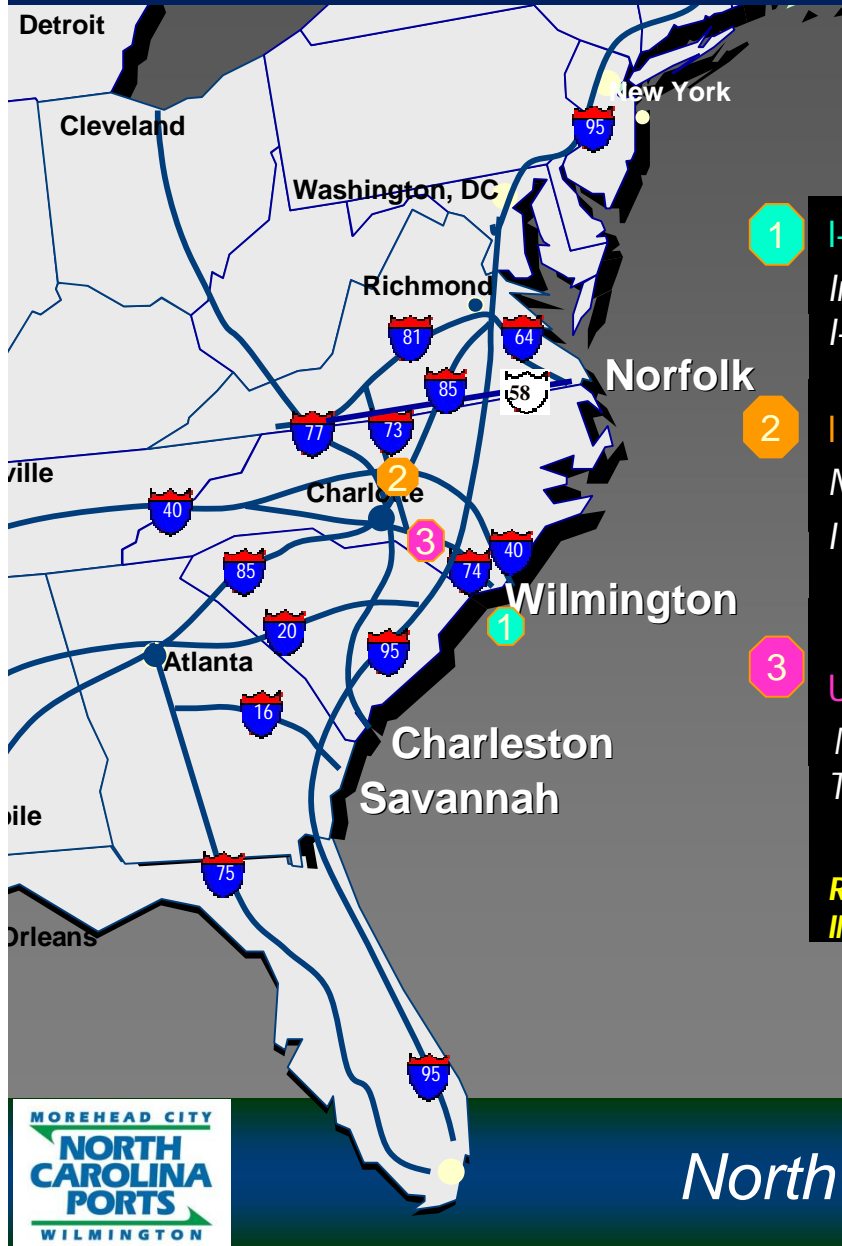 Detroit
New York
95
Cleveland
Washington, DC
1
I-
Richmond
81
64
I-
Norfolk
85
58
77
73
2
ville
2
Charlotte
40
3
40
85
74
Wilmington
1
20
95
Atlanta
3
16
Charleston
Savannah
75
95
MOREHEAD CITY
NORTH
CAROLINA
PORTS
WILMINGTON
North